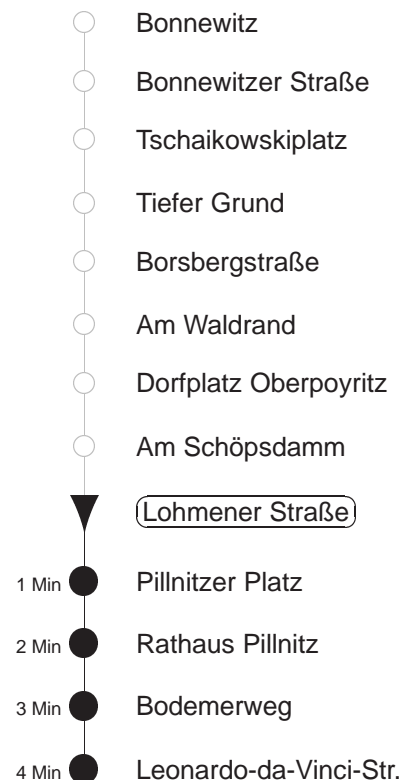 Bonnewitz
Bonnewitzer Straße
Tschaikowskiplatz
Tiefer Grund
Borsbergstraße
Am Waldrand
Dorfplatz Oberpoyritz
Am Schöpsdamm
Lohmener Straße
1 Min Pillnitzer Platz
2 Min Rathaus Pillnitz
3 Min Bodemerweg
4 Min Leonardo-da-Vinci-Str.